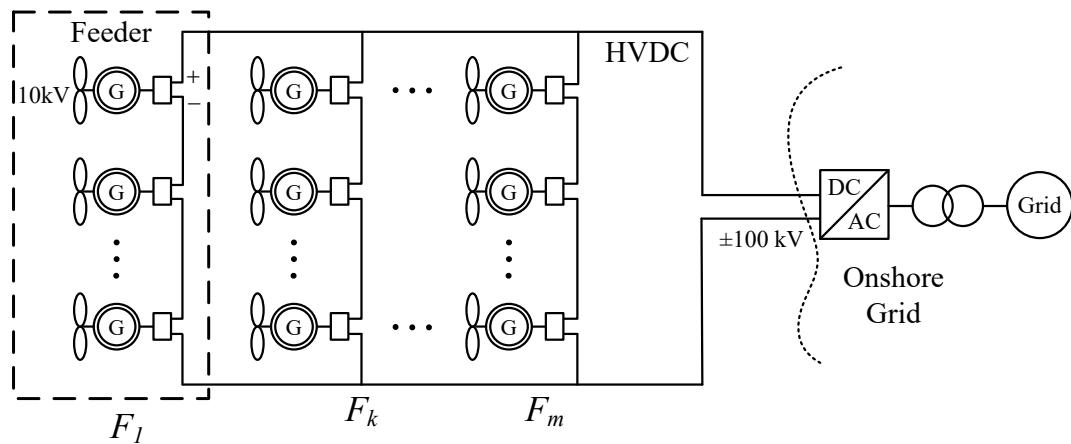 Feeder
HVDC
10kV
G
+
−
G
G
G
G
G
DC
AC
Grid
±100 kV
Onshore
Grid
G
G
G
F1
Fk
Fm